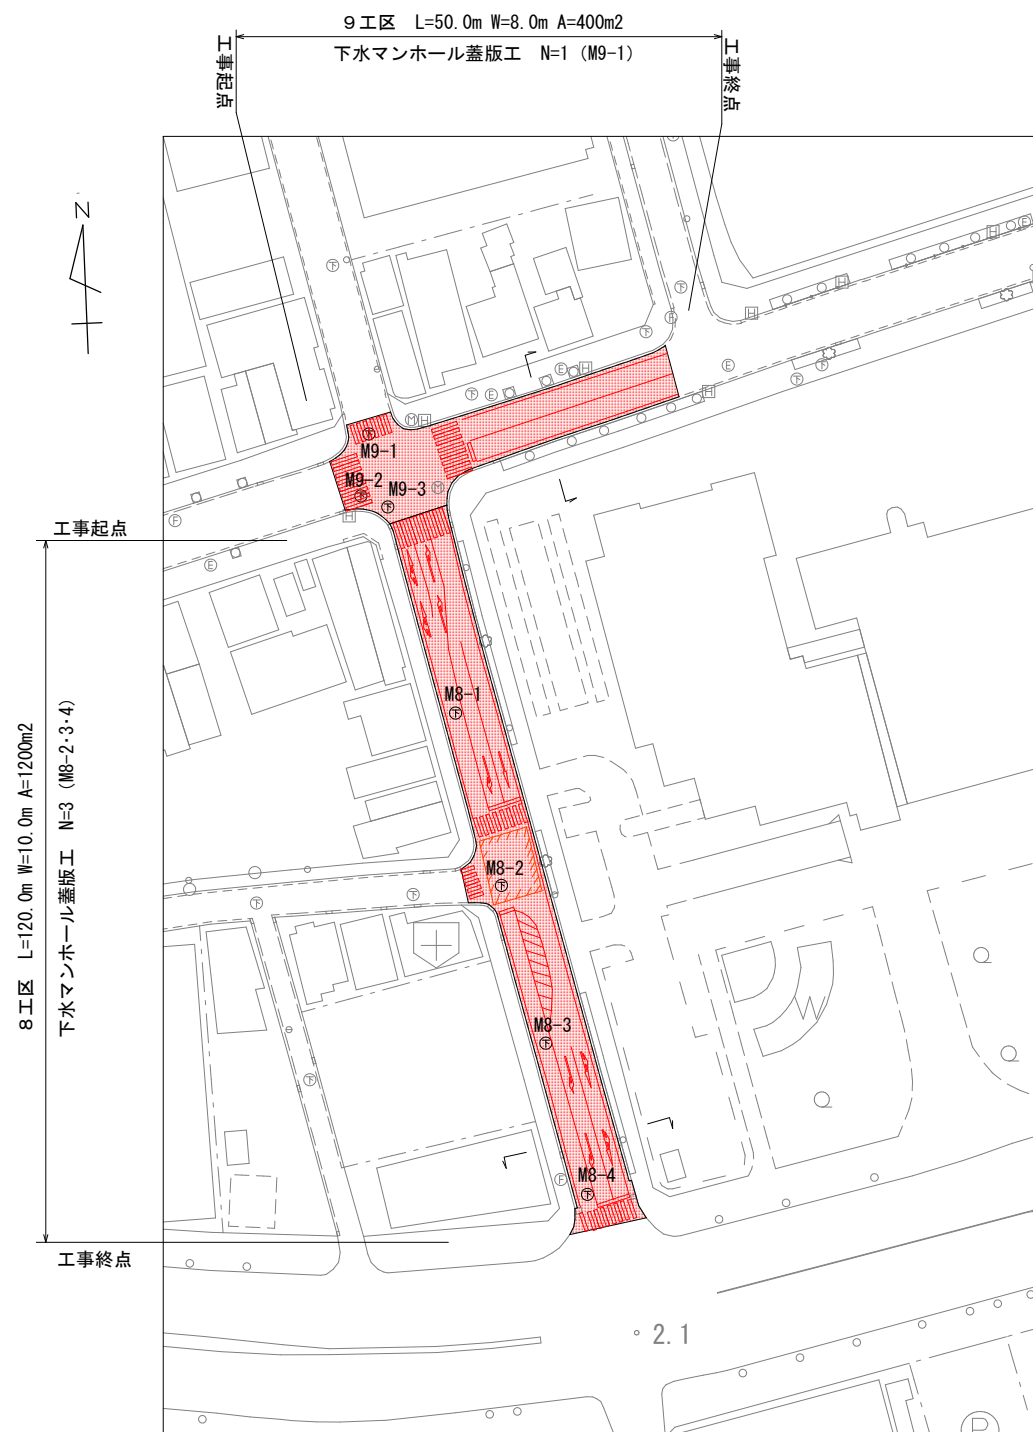 9工区 L=50.0m W=8.0m A=400m2
下水マンホール蓋版工 N=1 (M9-1)
工事起点
工事終点
N
M9-1
M9-2
M9-3
工事起点
M8-1
8工区 L=120.0m W=10.0m A=1200m2
下水マンホール蓋版工 N=3 (M8-2・3・4)
M8-2
M8-3
M8-4
工事終点
2.1
P